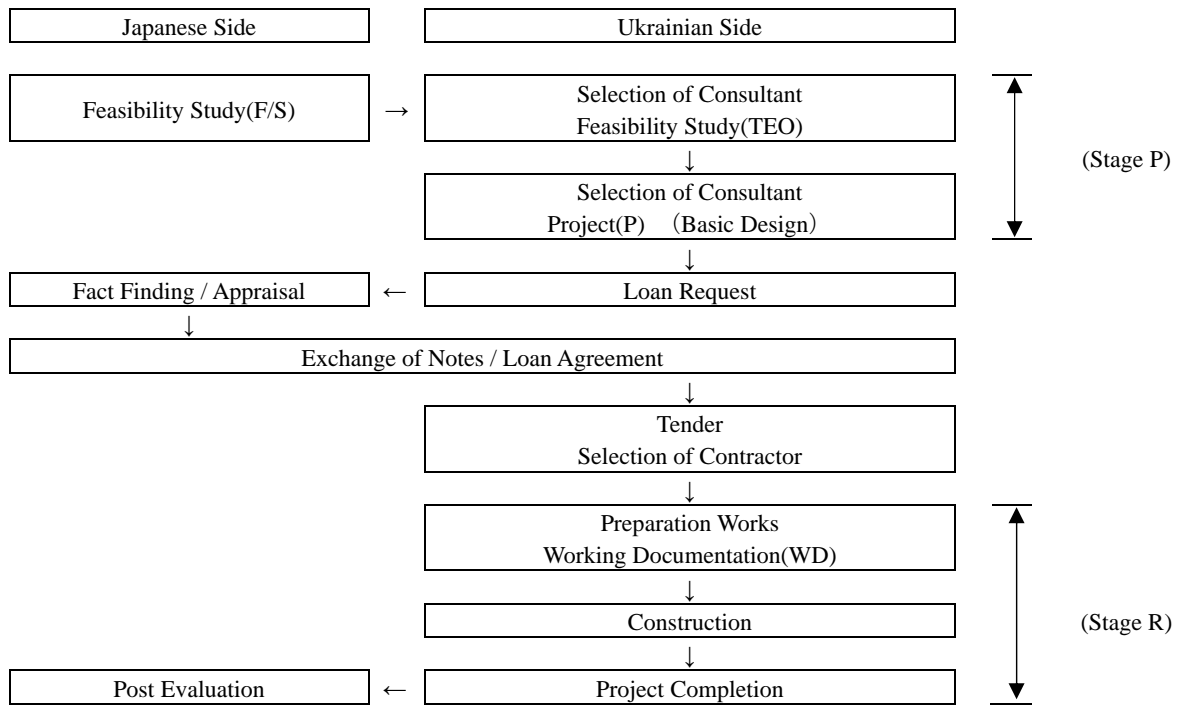 Japanese Side
Ukrainian Side
Feasibility Study(F/S)
→
Selection of Consultant
Feasibility Study(TEO)
(Stage P)
↓
Selection of Consultant
Project(P) （Basic Design）
↓
Fact Finding / Appraisal
←
Loan Request
↓
Exchange of Notes / Loan Agreement
↓
Tender
Selection of Contractor
↓
Preparation Works
Working Documentation(WD)
↓
Construction
(Stage R)
↓
Post Evaluation
←
Project Completion